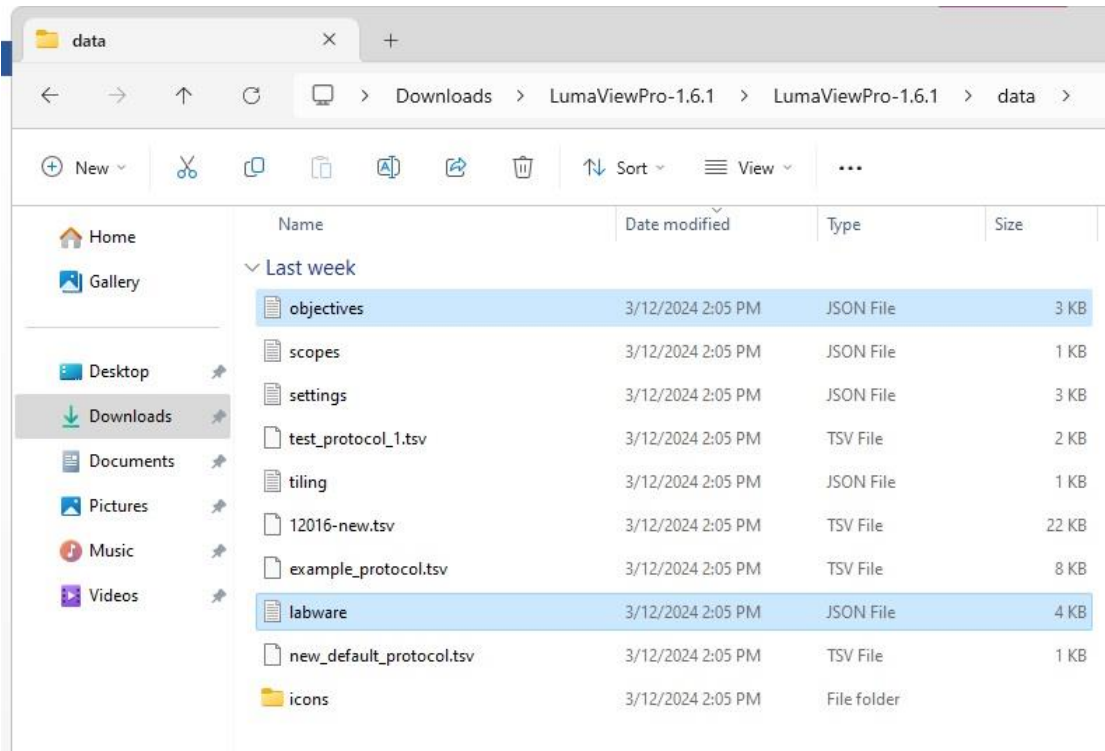 data
Downloads > LumaViewPro-1.6.1 > LumaViewPro-1.6.1 > data >
New Sort View ...
Name Date modified Type Size
Home
Gallery
Desktop
Downloads
Documents
Pictures
Music
Videos
Last week
objectives 3/12/2024 2:05 PM JSON File 3 KB
scopes 3/12/2024 2:05 PM JSON File 1 KB
settings 3/12/2024 2:05 PM JSON File 3 KB
test_protocol_1.tsv 3/12/2024 2:05 PM TSV File 2 KB
tiling 3/12/2024 2:05 PM JSON File 1 KB
12016-new.tsv 3/12/2024 2:05 PM TSV File 22 KB
example_protocol.tsv 3/12/2024 2:05 PM TSV File 8 KB
labware 3/12/2024 2:05 PM JSON File 4 KB
new_default_protocol.tsv 3/12/2024 2:05 PM TSV File 1 KB
icons 3/12/2024 2:05 PM File folder